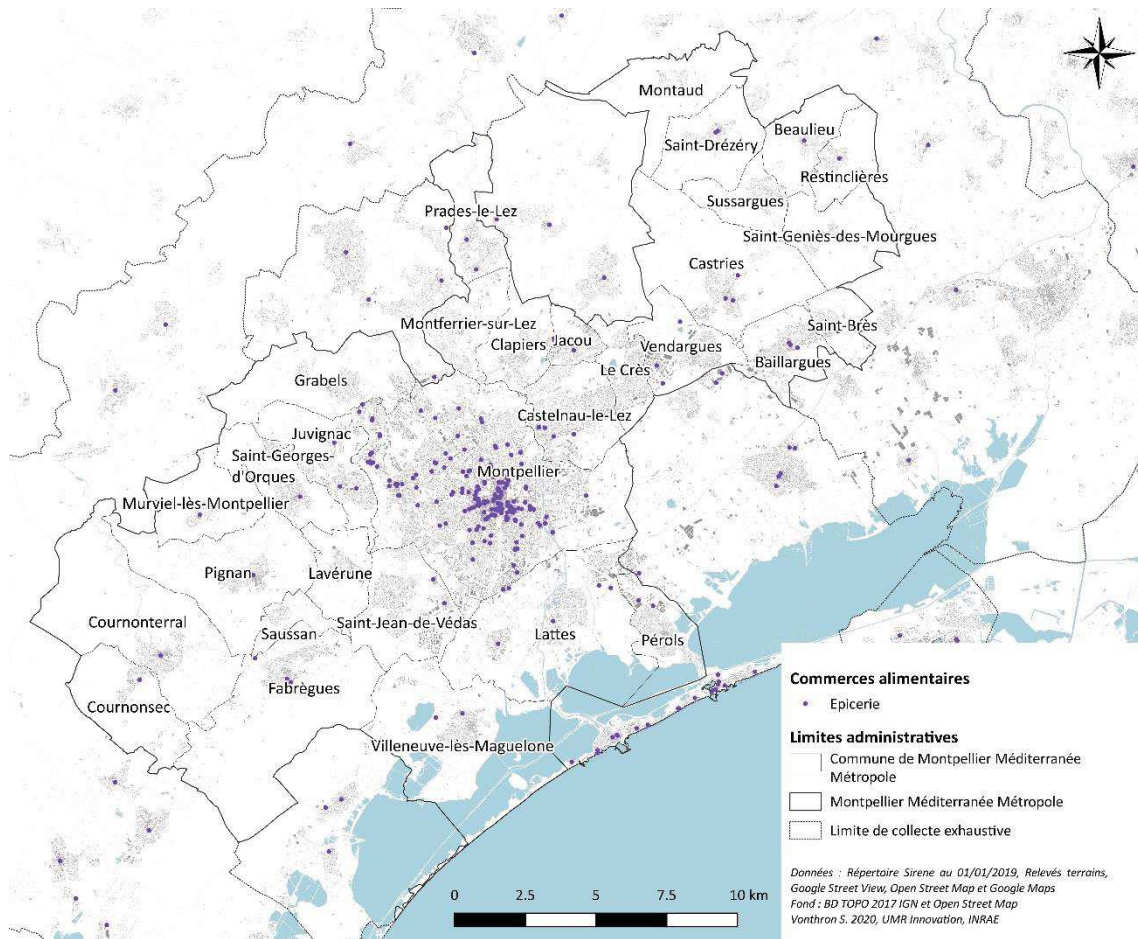 Montaud
Beaulieu
Saint-Drézéry
Restinclières
Sussargues
Prades-le-Lez
Saint-Geniès-des-Mourgues
Castries
Montferrier-sur-Lez
Saint-Brès
Clapiers
Jacou
Vendargues
Baillargues
Le Crès
Grabels
Castelnau-le-Lez
Juvignac
Saint-Georges-
d'Orques
Montpellier
Murviel-lès-Montpellier
Pignan
Lavérune
Cournonterral
Saussan
Saint-Jean-de-Védas
Lattes
Pérols
Fabrègues
Cournonsec
Villeneuve-lès-Maguelone
Commerces alimentaires
Epicerie
Limites administratives
Commune de Montpellier Méditerranée
Métropole
Montpellier Méditerranée Métropole
Limite de collecte exhaustive
Données : Répertoire Sirene au 01/01/2019, Relevés terrains,
Google Street View, Open Street Map et Google Maps
Fond : BD TOPO 2017 IGN et Open Street Map
Vonthron S. 2020, UMR Innovation, INRAE
0 2.5 5 7.5 10 km